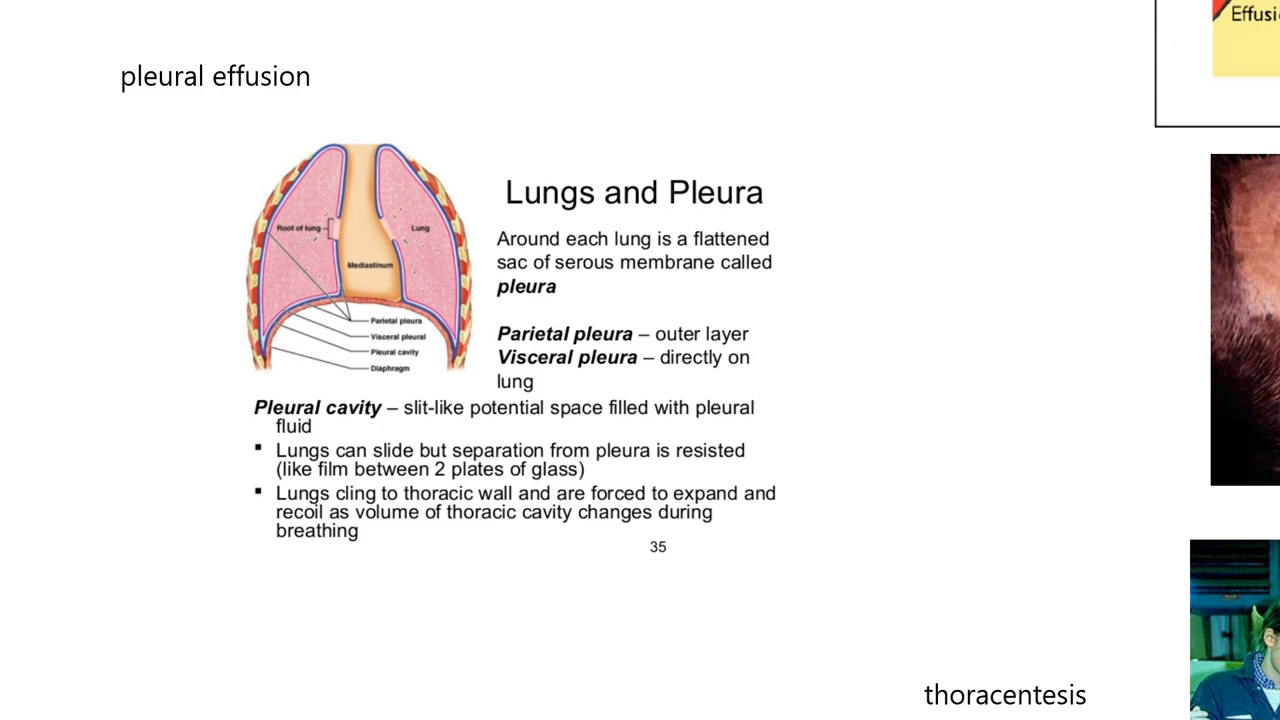 Effusi
pleural effusion
Lungs and Pleura
Root of lung
Lung
Mediastinum
Parietal pleura
Visceral pleural
Pleural cavity
Diaphragm
Around each lung is a flattened
sac of serous membrane called
pleura
Parietal pleura – outer layer
Visceral pleura – directly on
lung
Pleural cavity – slit-like potential space filled with pleural
fluid
▪ Lungs can slide but separation from pleura is resisted
(like film between 2 plates of glass)
▪ Lungs cling to thoracic wall and are forced to expand and
recoil as volume of thoracic cavity changes during
breathing
35
thoracentesis